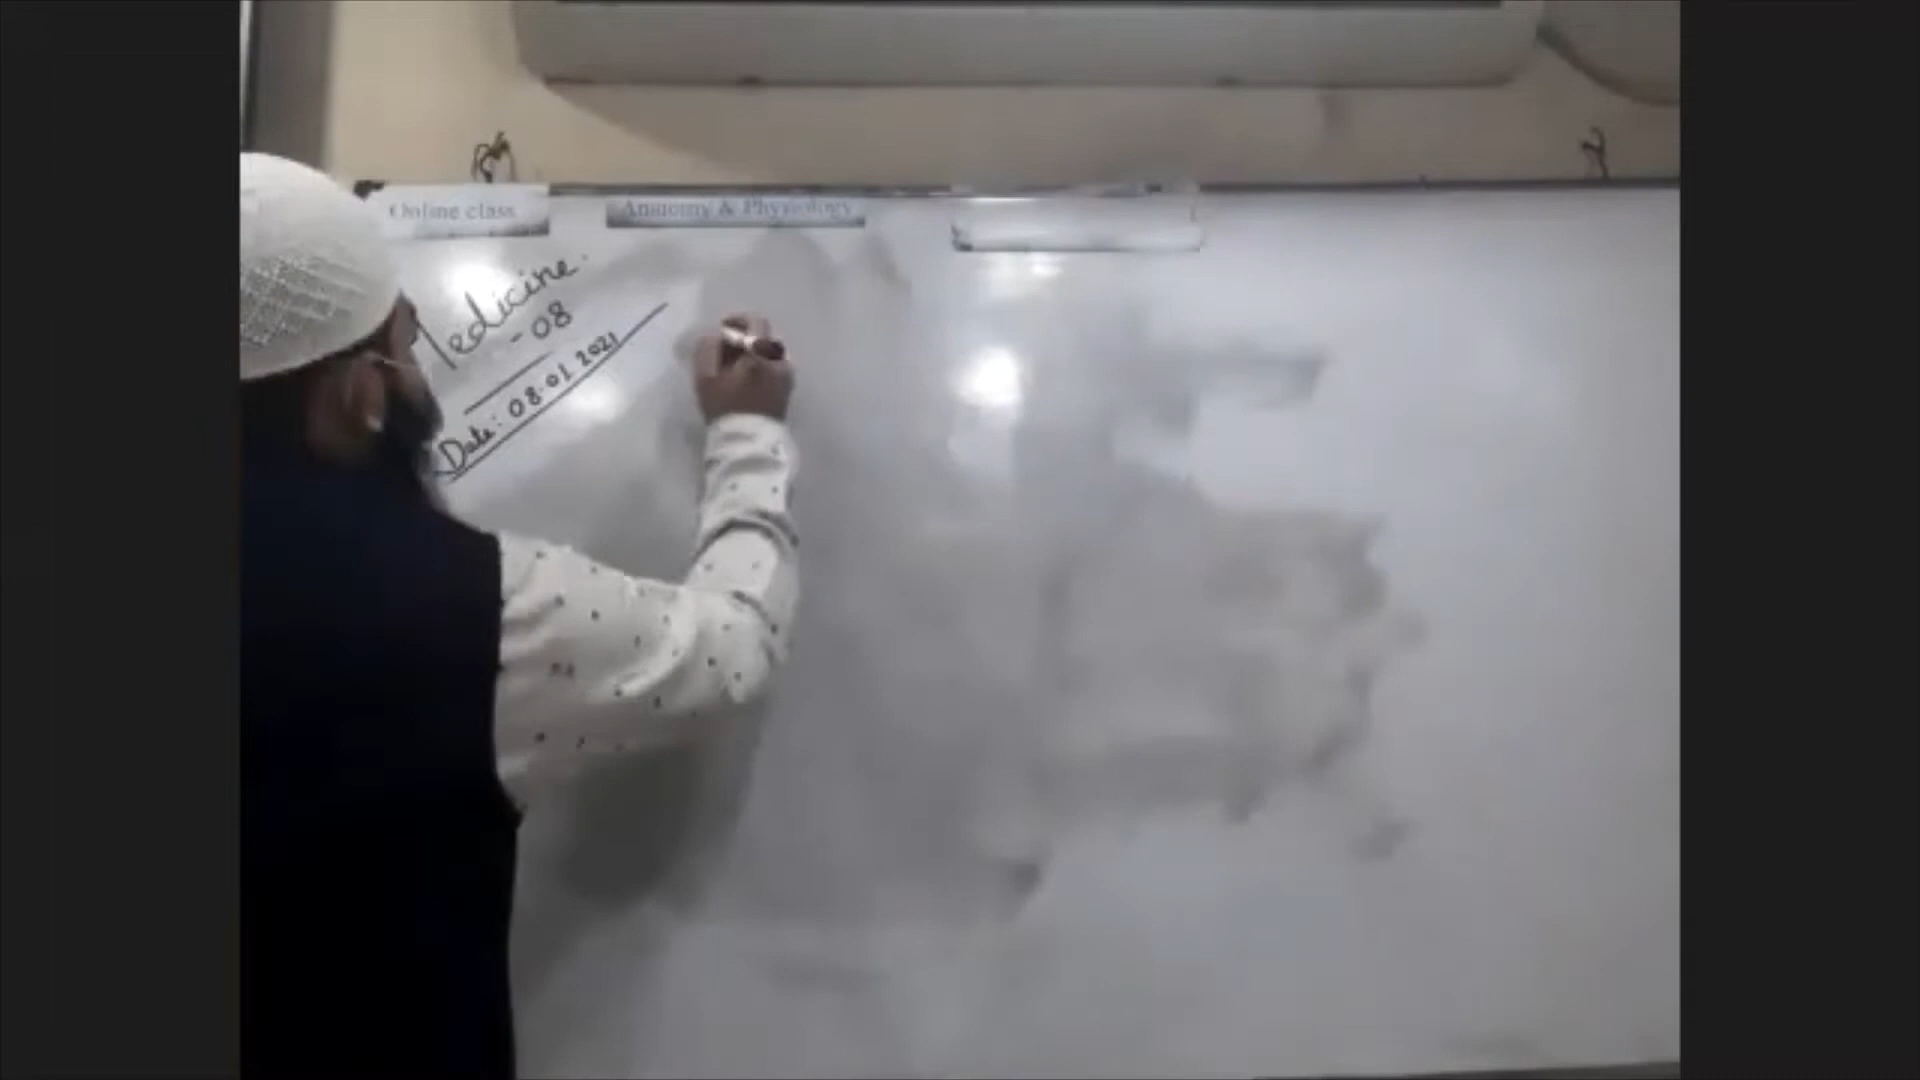 Online class
Anatomy & Physiology
Medicine
- 08
Date: 08.01 2021